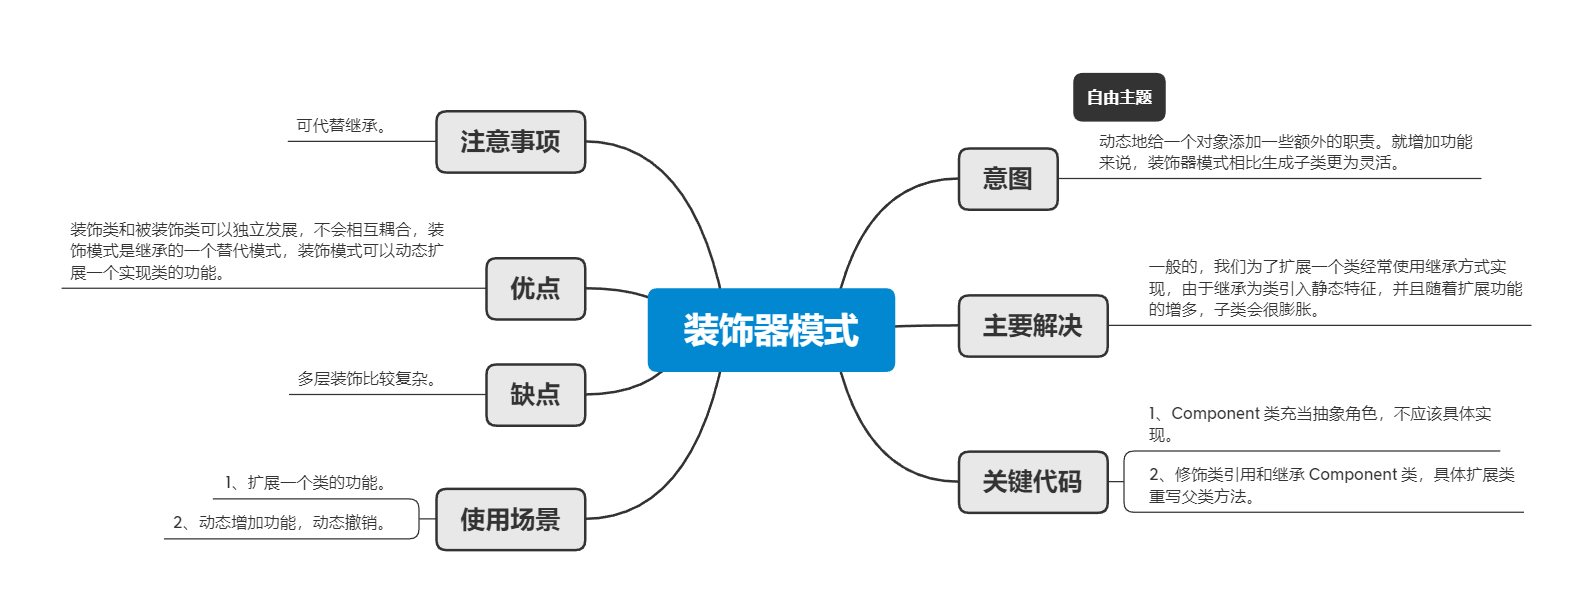 装饰器模式
自由主题
意图
动态地给一个对象添加一些额外的职责。就增加功能
来说，装饰器模式相比生成子类更为灵活。
主要解决
一般的，我们为了扩展一个类经常使用继承方式实
现，由于继承为类引入静态特征，并且随着扩展功能
的增多，子类会很膨胀。
关键代码
1、Component 类充当抽象角色，不应该具体实
现。
2、修饰类引用和继承 Component 类，具体扩展类
重写父类方法。
注意事项
可代替继承。
优点
装饰类和被装饰类可以独立发展，不会相互耦合，装
饰模式是继承的一个替代模式，装饰模式可以动态扩
展一个实现类的功能。
缺点
多层装饰比较复杂。
使用场景
1、扩展一个类的功能。
2、动态增加功能，动态撤销。